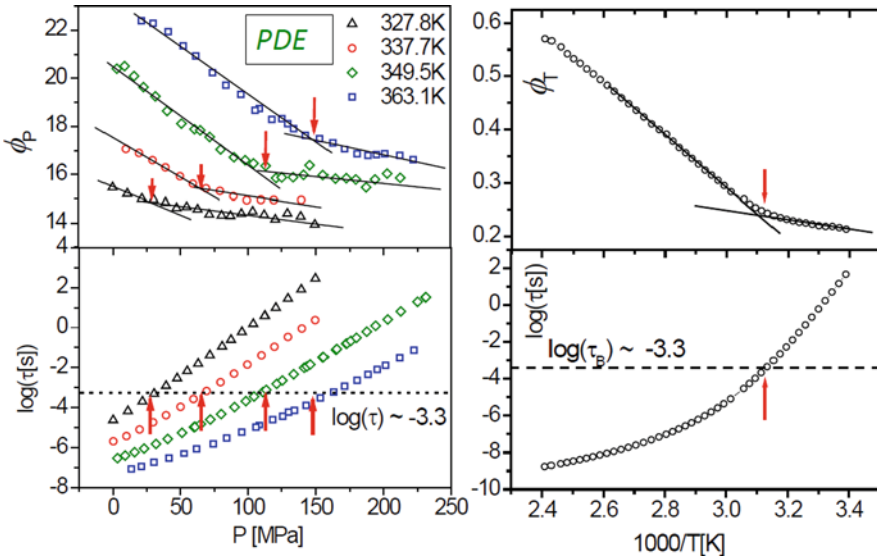 PDE
327.8K
337.7K
349.5K
363.1K
ϕP
22
20
18
16
14
4
2
0
-2
-4
-6
-8
log(τ[s])
log(τ) ~ -3.3
0 50 100 150 200 250
P [MPa]
ϕT
0.6
0.5
0.4
0.3
0.2
2
0
-2
-4
-6
-8
-10
log(τ[s])
log(τB) ~ -3.3
2.4 2.6 2.8 3.0 3.2 3.4
1000/T[K]